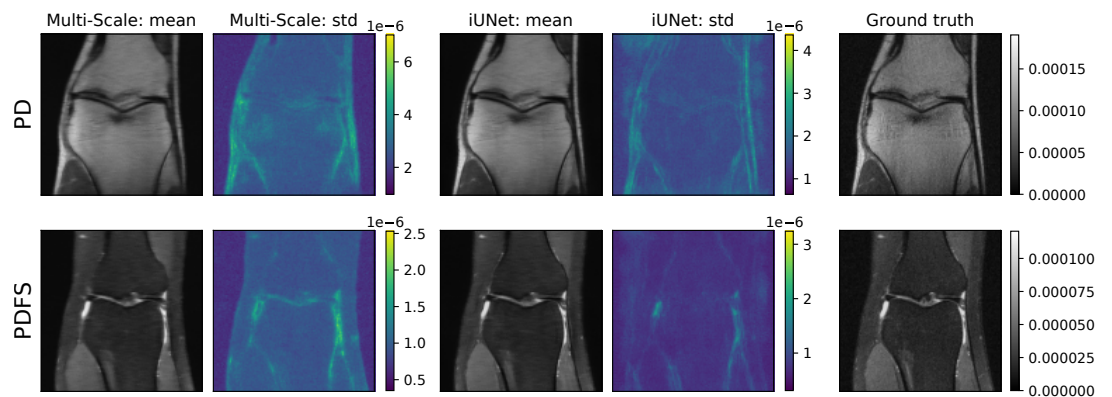 Multi-Scale: mean
Multi-Scale: std
iUNet: mean
iUNet: std
Ground truth
PD
1e−6
6
4
2
1e−6
4
3
2
1
0.00015
0.00010
0.00005
0.00000
PDFS
1e−6
2.5
2.0
1.5
1.0
0.5
1e−6
3
2
1
0.000100
0.000075
0.000050
0.000025
0.000000